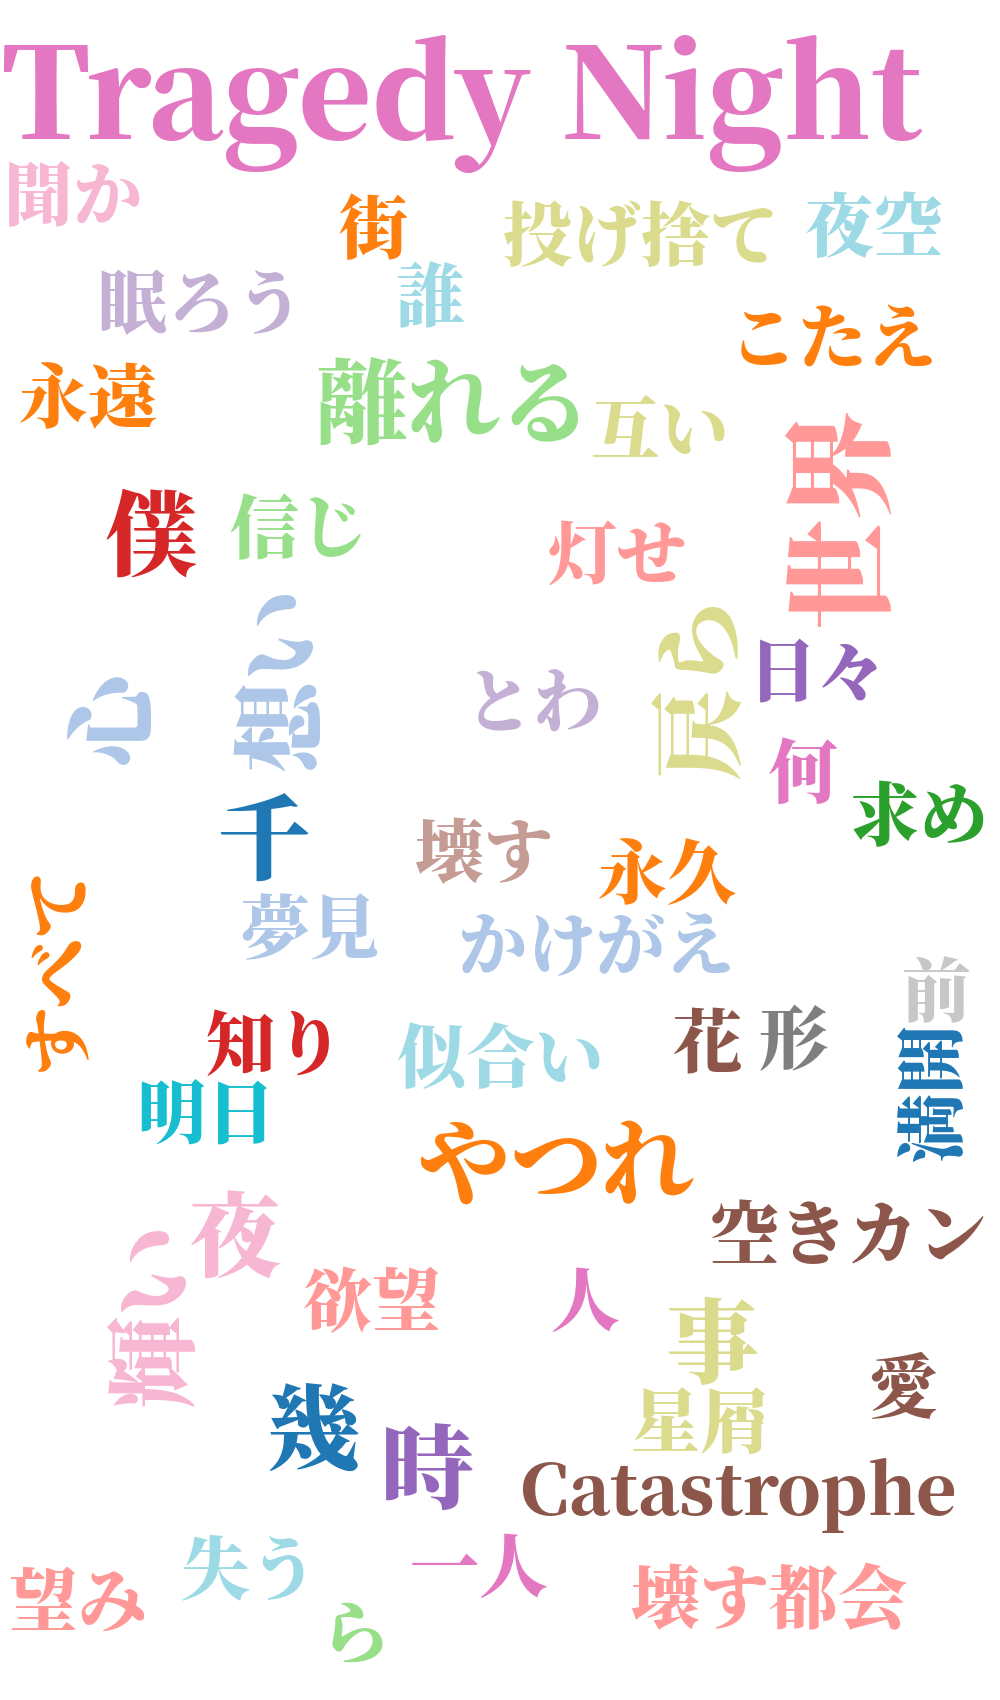 Tragedy Night
聞か
街
投げ捨て
夜空
眠ろう
誰
こたえ
永遠
離れる
互い
世界
僕
信じ
灯せ
想い
戻ら
日々
心
とわ
何
千
求め
壊す
永久
すべて
夢見
かけがえ
前
知り
似合い
花
形
満開
明日
やつれ
夜
空きカン
輝い
欲望
人
事
愛
幾
星屑
時
Catastrophe
失う
一人
望み
壊す都会
ら